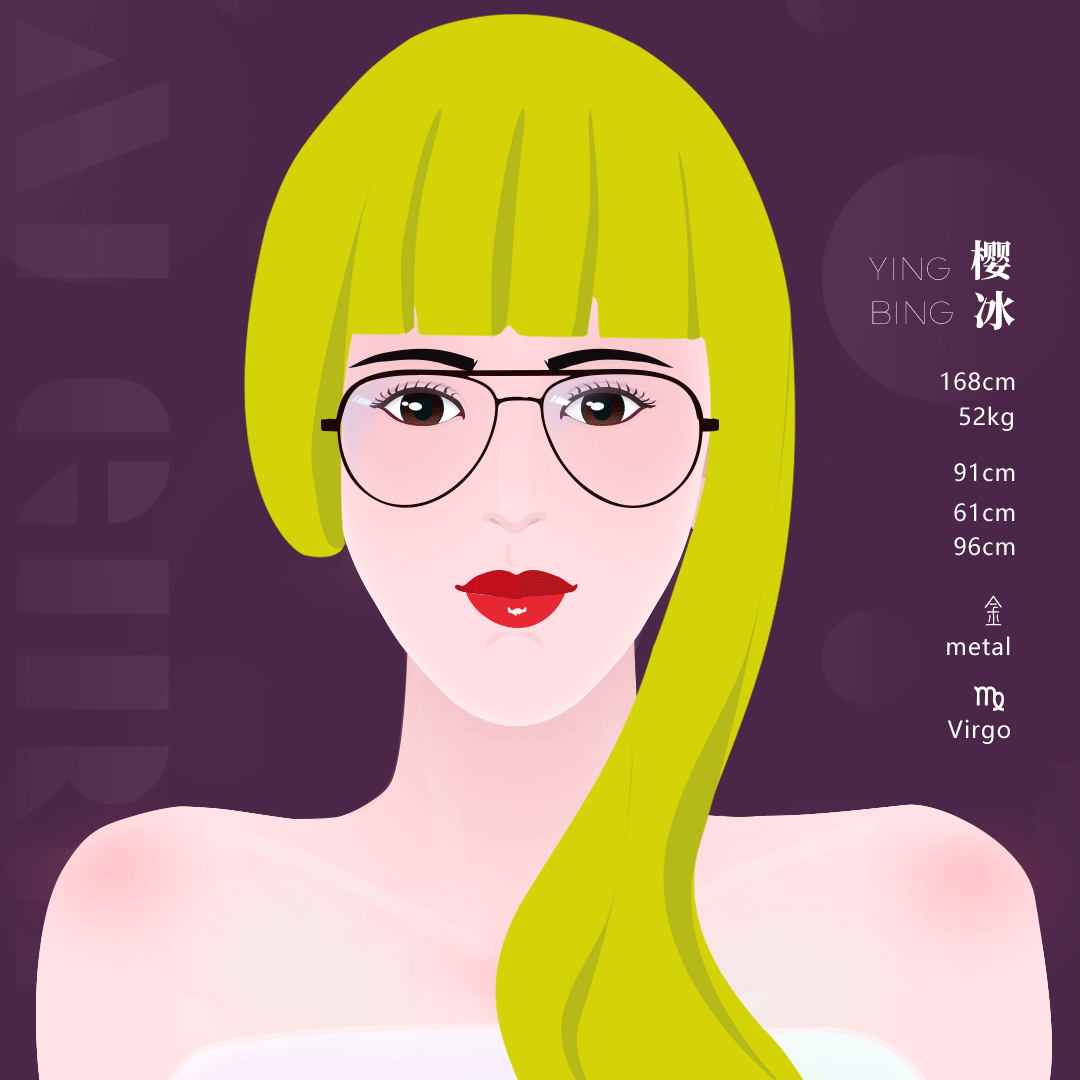 YING 樱
BING 冰
168cm
52kg
91cm
61cm
96cm
金
metal
♍
Virgo